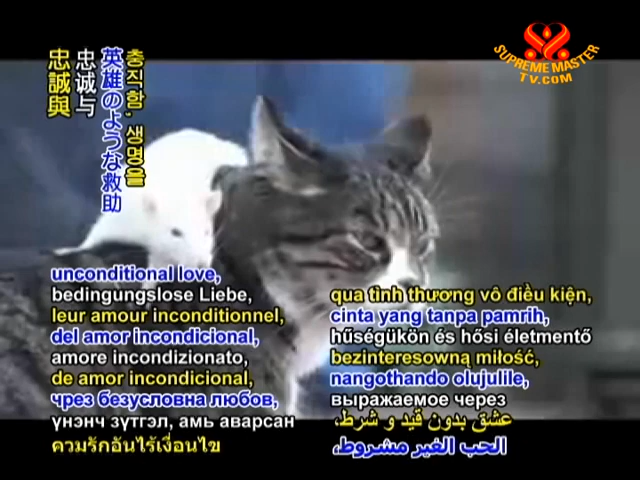 SUPREME MASTER
TV.COM
충직함, 생명을
英雄のような救助
忠诚与
忠誠與
unconditional love,
bedingungslose Liebe,
leur amour inconditionnel,
del amor incondicional,
amore incondizionato,
de amor incondicional,
чрез безусловна любов,
үнэнч зүтгэл, амь аварсан
ความรักอันไร้เงื่อนไข
qua tình thương vô điều kiện,
cinta yang tanpa pamrih,
hűségükön és hősi életmentő
bezinteresowną miłość,
nangothando olujulile,
выражаемое через
عشق بدون قید و شرط،
الحب الغير مشروط،